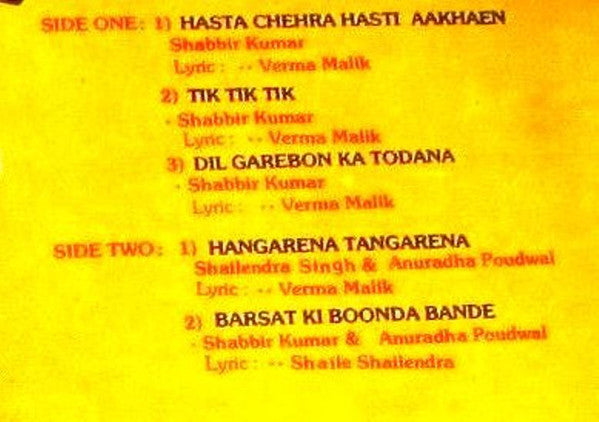 SIDE ONE: 1) HASTA CHEHRA HASTI AAKHAEN
Shabbir Kumar
Lyric : Verma Malik
2) TIK TIK TIK
- Shabbir Kumar
Lyric : -- Verma Malik
3) DIL GAREBON KA TODANA
- Shabbir Kumar
Lyric : -- Verma Malik
SIDE TWO: 1) HANGARENA TANGARENA
Shailendra Singh & Anuradha Poudwal
Lyric : -- Verma Malik
2) BARSAT KI BOONDA BANDE
- Shabbir Kumar & Anuradha Poudwal
Lyric : -- Shaile Shailendra